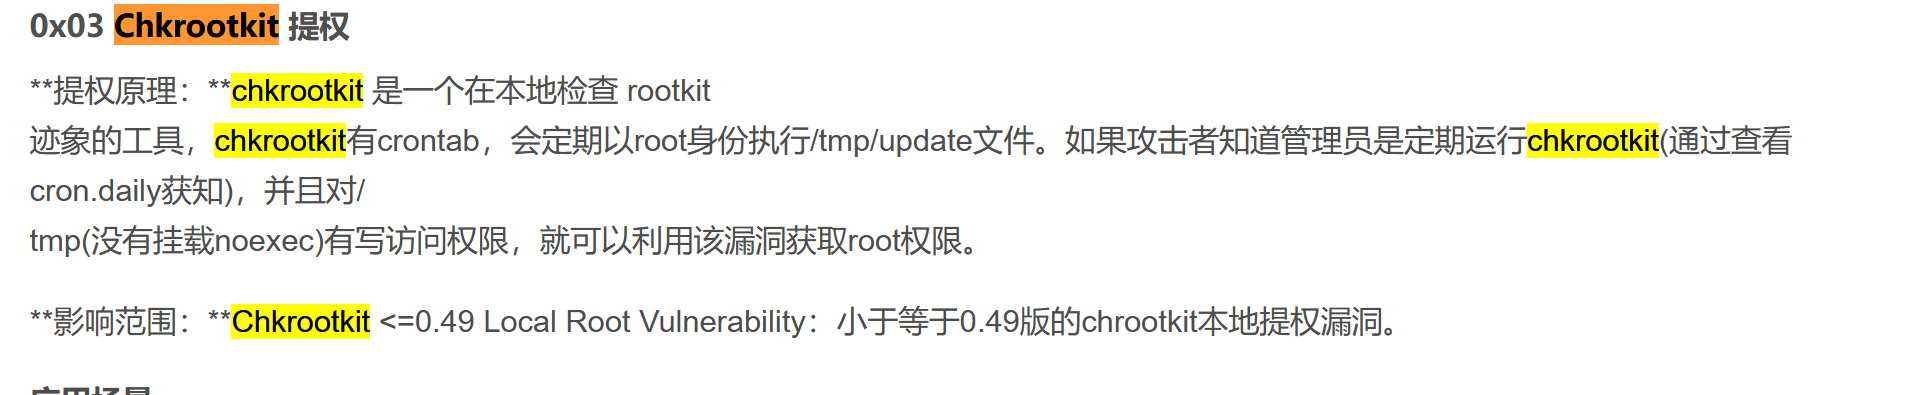 0x03 Chkrootkit 提权
**提权原理：**chkrootkit 是一个在本地检查 rootkit
迹象的工具，chkrootkit有crontab，会定期以root身份执行/tmp/update文件。如果攻击者知道管理员是定期运行chkrootkit(通过查看
cron.daily获知)，并且对/
tmp(没有挂载noexec)有写访问权限，就可以利用该漏洞获取root权限。
**影响范围：**Chkrootkit <=0.49 Local Root Vulnerability：小于等于0.49版的chrootkit本地提权漏洞。